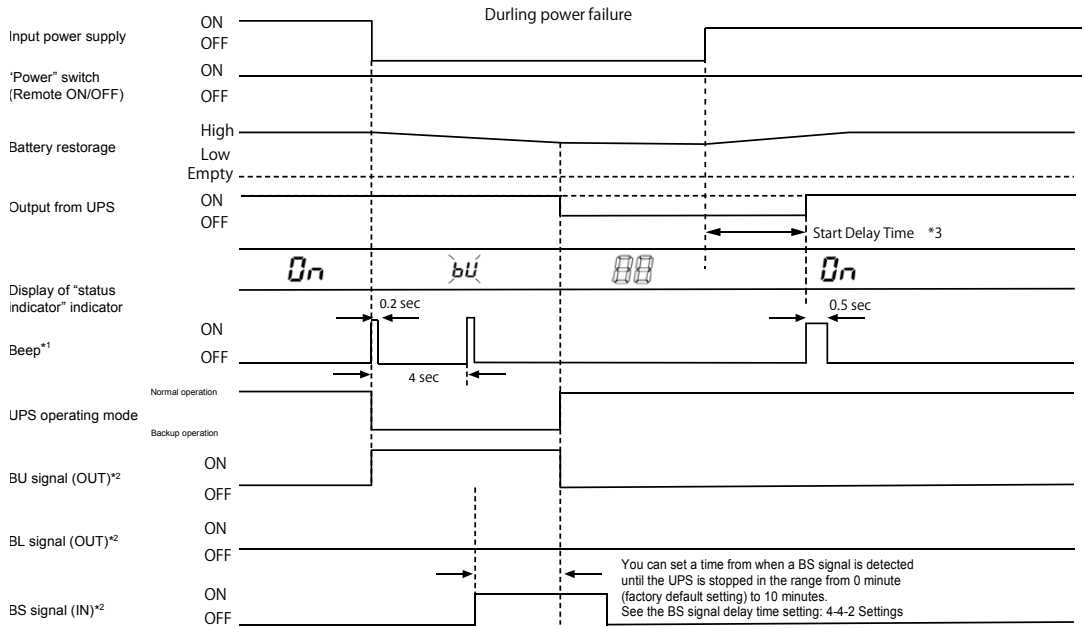 Durling power failure
Input power supply
ON
OFF
"Power" switch
(Remote ON/OFF)
ON
OFF
Battery restorage
High
Low
Empty
Output from UPS
ON
OFF
Start Delay Time *3
Display of "status
indicator" indicator
On
bU
88
On
Beep*1
ON
OFF
0.2 sec
4 sec
0.5 sec
UPS operating mode
Normal operation
Backup operation
BU signal (OUT)*2
ON
OFF
BL signal (OUT)*2
ON
OFF
BS signal (IN)*2
ON
OFF
You can set a time from when a BS signal is detected
until the UPS is stopped in the range from 0 minute
(factory default setting) to 10 minutes.
See the BS signal delay time setting: 4-4-2 Settings